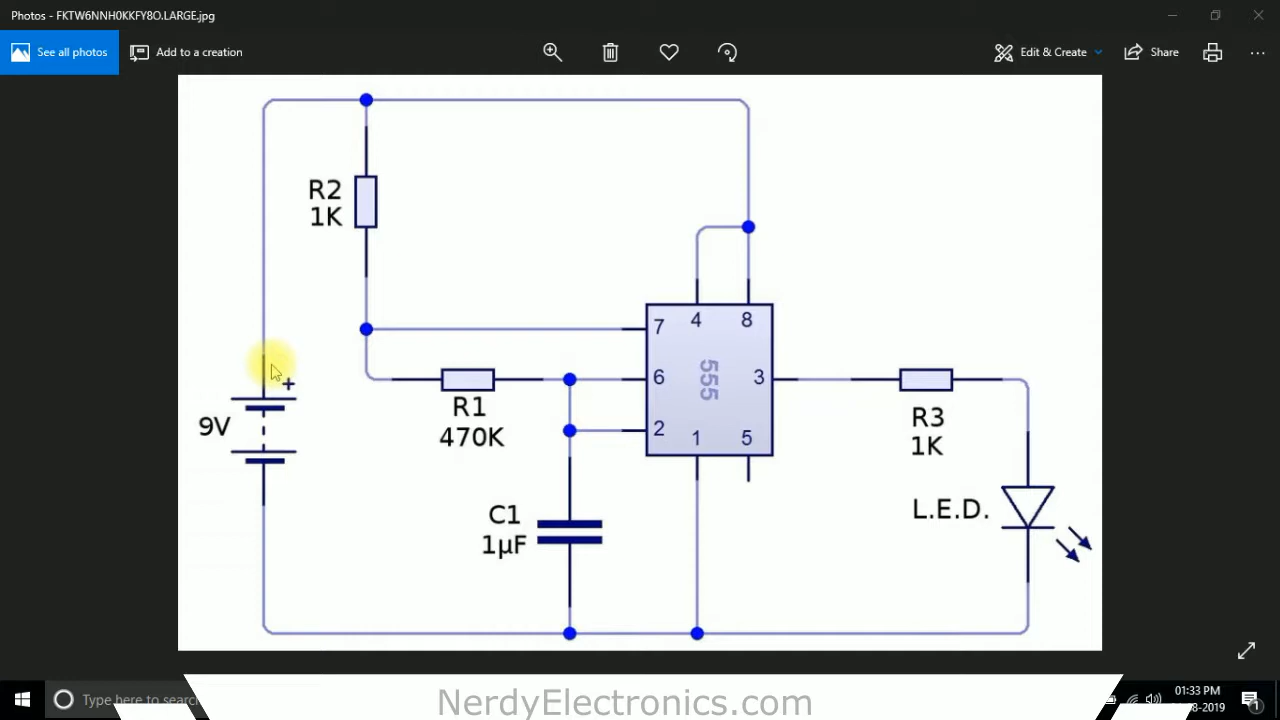 Photos - FKTW6NNH0KKFY8O.LARGE.jpg
See all photos
Add to a creation
Edit & Create
Share
R2
1K
4
8
7
6
555
3
2
1
5
+
9V
R1
470K
R3
1K
L.E.D.
C1
1µF
Type here to search
01:33 PM
NerdyElectronics.com
1